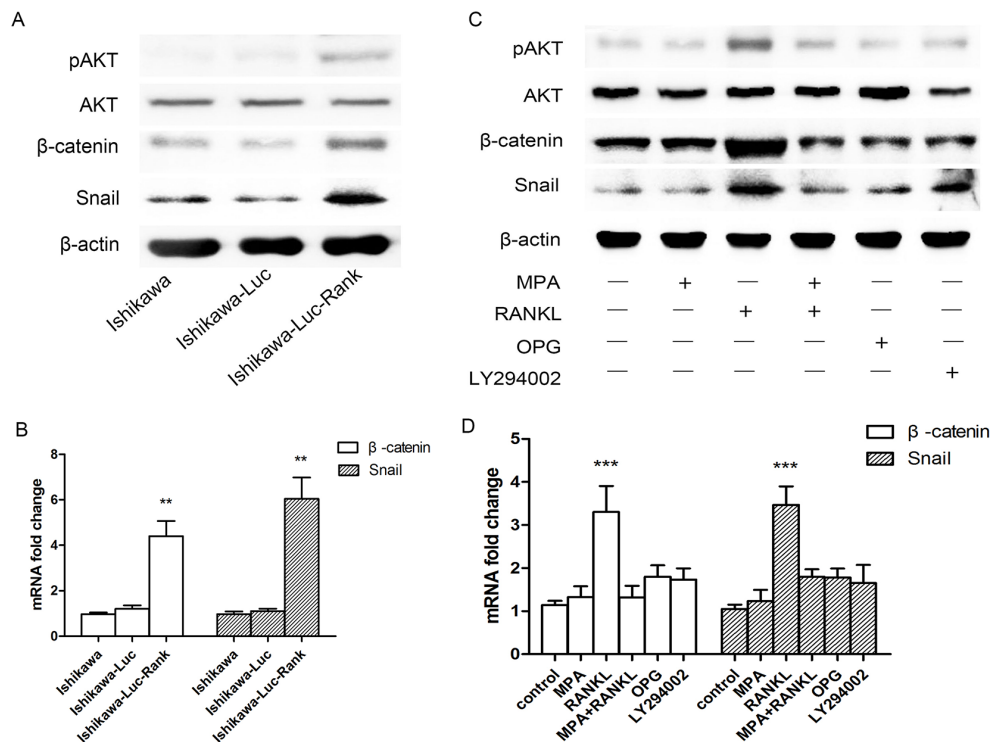 A
pAKT
AKT
β-catenin
Snail
β-actin
Ishikawa
Ishikawa-Luc
Ishikawa-Luc-Rank
C
pAKT
AKT
β-catenin
Snail
β-actin
MPA — + — + — —
RANKL — — + + — —
OPG — — — — + —
LY294002 — — — — — +
B
β -catenin
Snail
mRNA fold change
8
6
4
2
0
** **
Ishikawa Ishikawa-Luc Ishikawa-Luc-Rank Ishikawa Ishikawa-Luc Ishikawa-Luc-Rank
D
β -catenin
Snail
mRNA fold change
5
4
3
2
1
0
*** ***
control MPA RANKL MPA+RANKL OPG LY294002 control MPA RANKL MPA+RANKL OPG LY294002